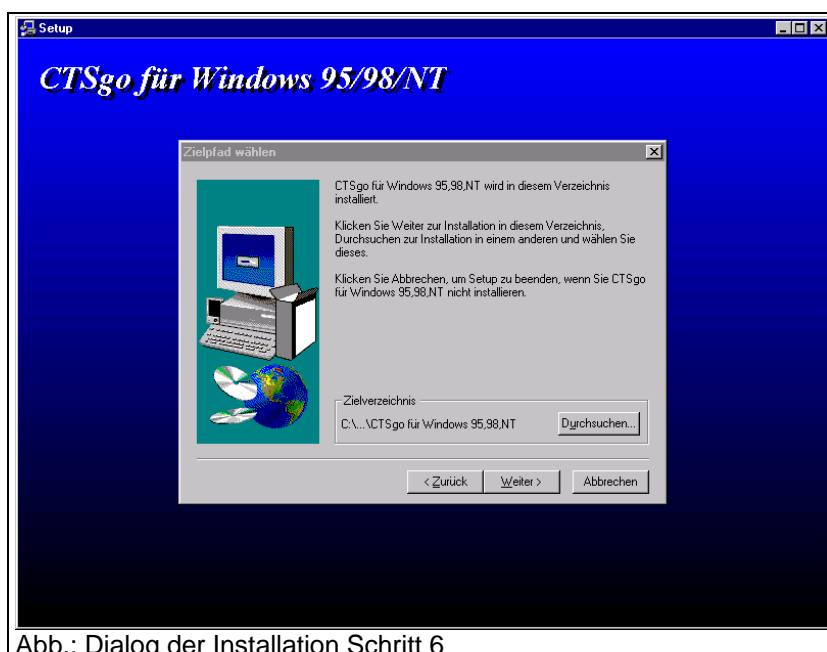 Setup
CTSgo für Windows 95/98/NT
Zielpfad wählen
CTSgo für Windows 95,98,NT wird in diesem Verzeichnis
installiert.
Klicken Sie Weiter zur Installation in diesem Verzeichnis,
Durchsuchen zur Installation in einem anderen und wählen Sie
dieses.
Klicken Sie Abbrechen, um Setup zu beenden, wenn Sie CTSgo
für Windows 95,98,NT nicht installieren.
Zielverzeichnis
C:\...\CTSgo für Windows 95,98,NT
Durchsuchen...
< Zurück
Weiter >
Abbrechen
Abb.: Dialog der Installation Schritt 6